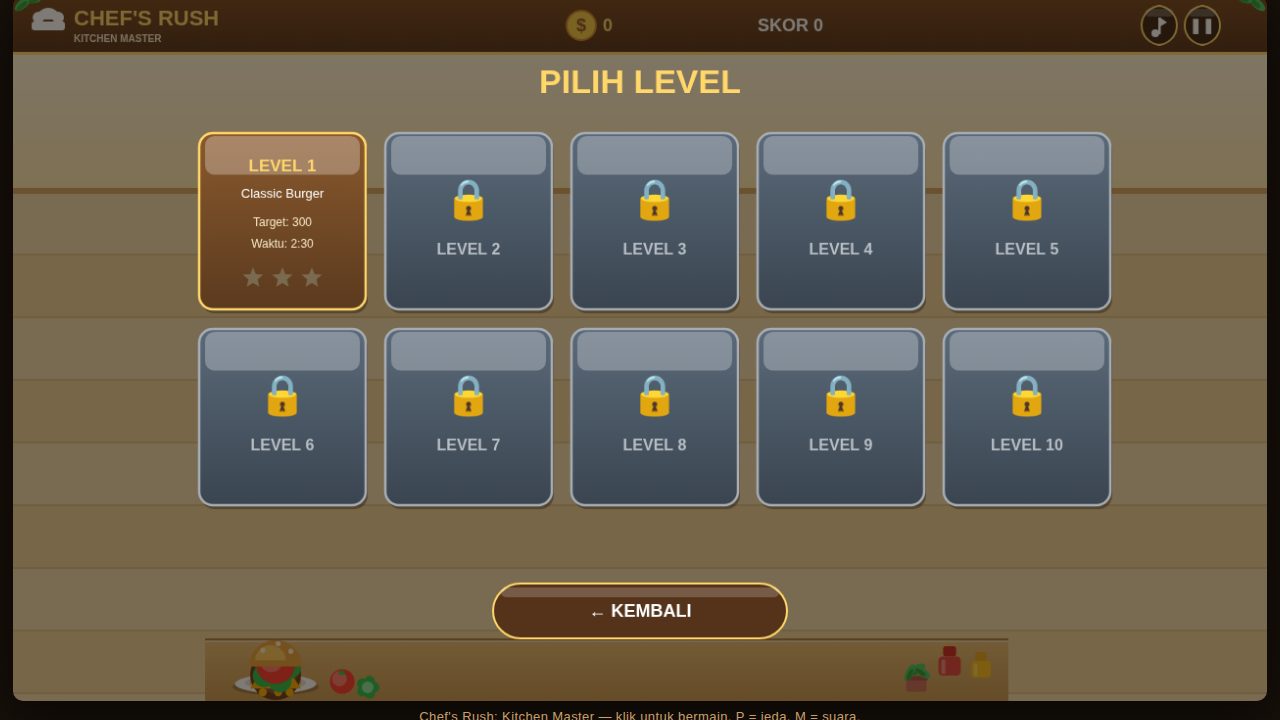 CHEF'S RUSH
KITCHEN MASTER
$ 0
SKOR 0
PILIH LEVEL
LEVEL 1
Classic Burger
Target: 300
Waktu: 2:30
LEVEL 2
LEVEL 3
LEVEL 4
LEVEL 5
LEVEL 6
LEVEL 7
LEVEL 8
LEVEL 9
LEVEL 10
← KEMBALI
Chef's Rush: Kitchen Master — klik untuk bermain. P = jeda, M = suara.